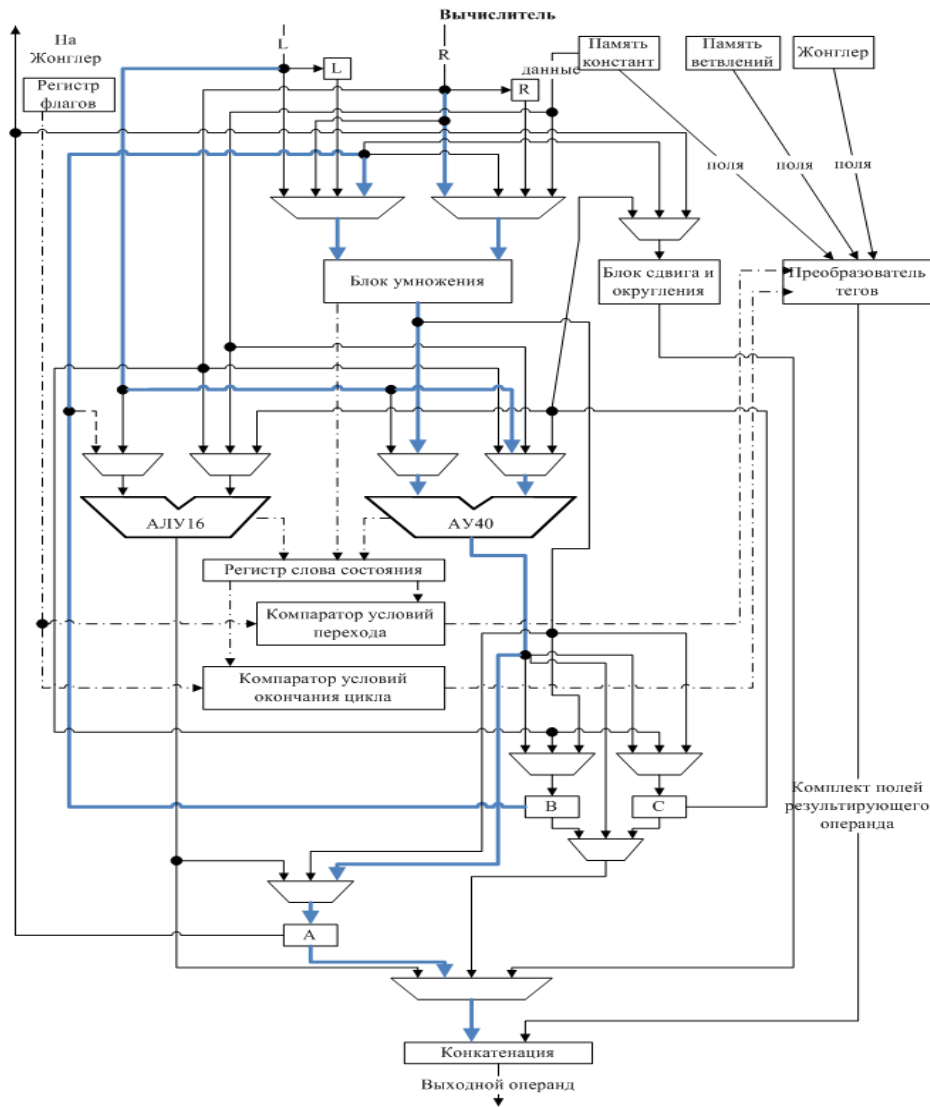 Вычислитель
На
Жонглер
L
R
Память
констант
Память
ветвлений
Жонглер
L
данные
Регистр
флагов
R
поля
поля
поля
Блок умножения
Блок сдвига и
округления
Преобразователь
тегов
АЛУ16
АУ40
Регистр слова состояния
Компаратор условий
перехода
Компаратор условий
окончания цикла
B
C
Комплект полей
результирующего
операнда
A
Конкатенация
Выходной операнд